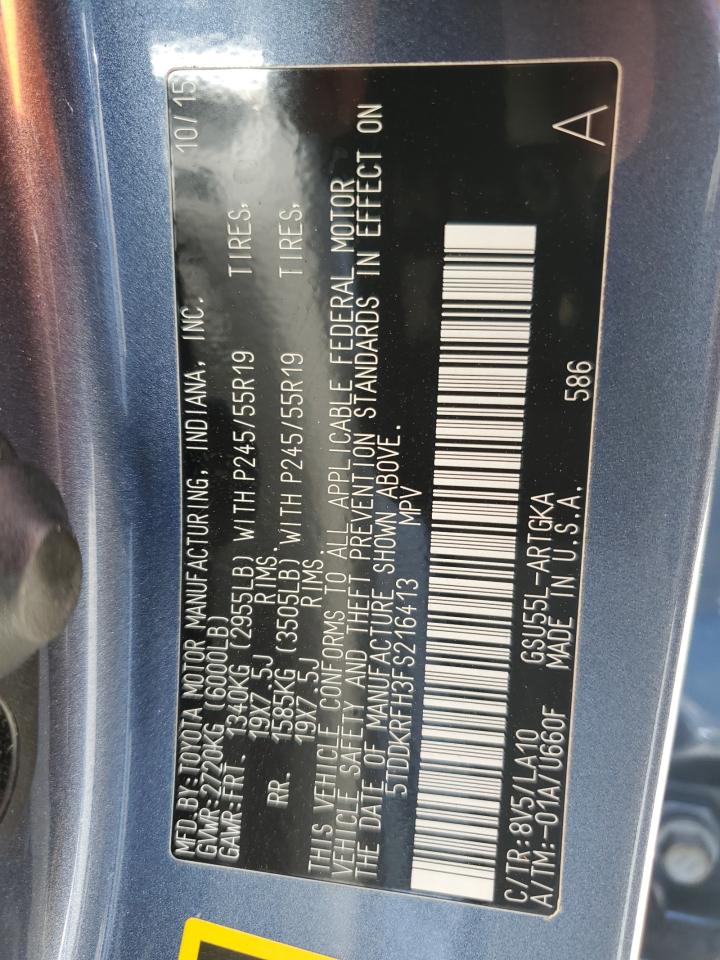 MFD.BY:TOYOTA MOTOR MANUFACTURING, INDIANA, INC. 10/15
GVWR:2720KG (6000LB)
GAWR:FRT. 1340KG (2955LB) WITH P245/55R19 TIRES,
19X7.5J RIMS.
RR. 1585KG (3505LB) WITH P245/55R19 TIRES,
19X7.5J RIMS.
THIS VEHICLE CONFORMS TO ALL APPLICABLE FEDERAL MOTOR
VEHICLE SAFETY AND THEFT PREVENTION STANDARDS IN EFFECT ON
THE DATE OF MANUFACTURE SHOWN ABOVE.
5TDDKRFH3FS216413 MPV
C/TR:8V5/LA10 GSU55L-ARTGKA 586 A
A/TM:-01A/U660F MADE IN U.S.A.